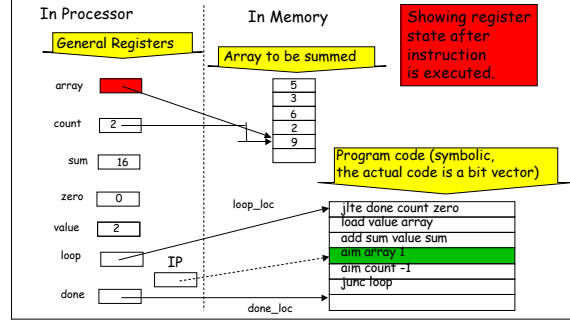 In Processor
In Memory
Showing register
state after
instruction
is executed.
General Registers
Array to be summed
array
5
3
6
2
9
count
2
sum
16
Program code (symbolic,
the actual code is a bit vector)
zero
0
value
2
loop_loc
jlte done count zero
load value array
add sum value sum
aim array 1
aim count -1
junc loop
loop
IP
done
done_loc